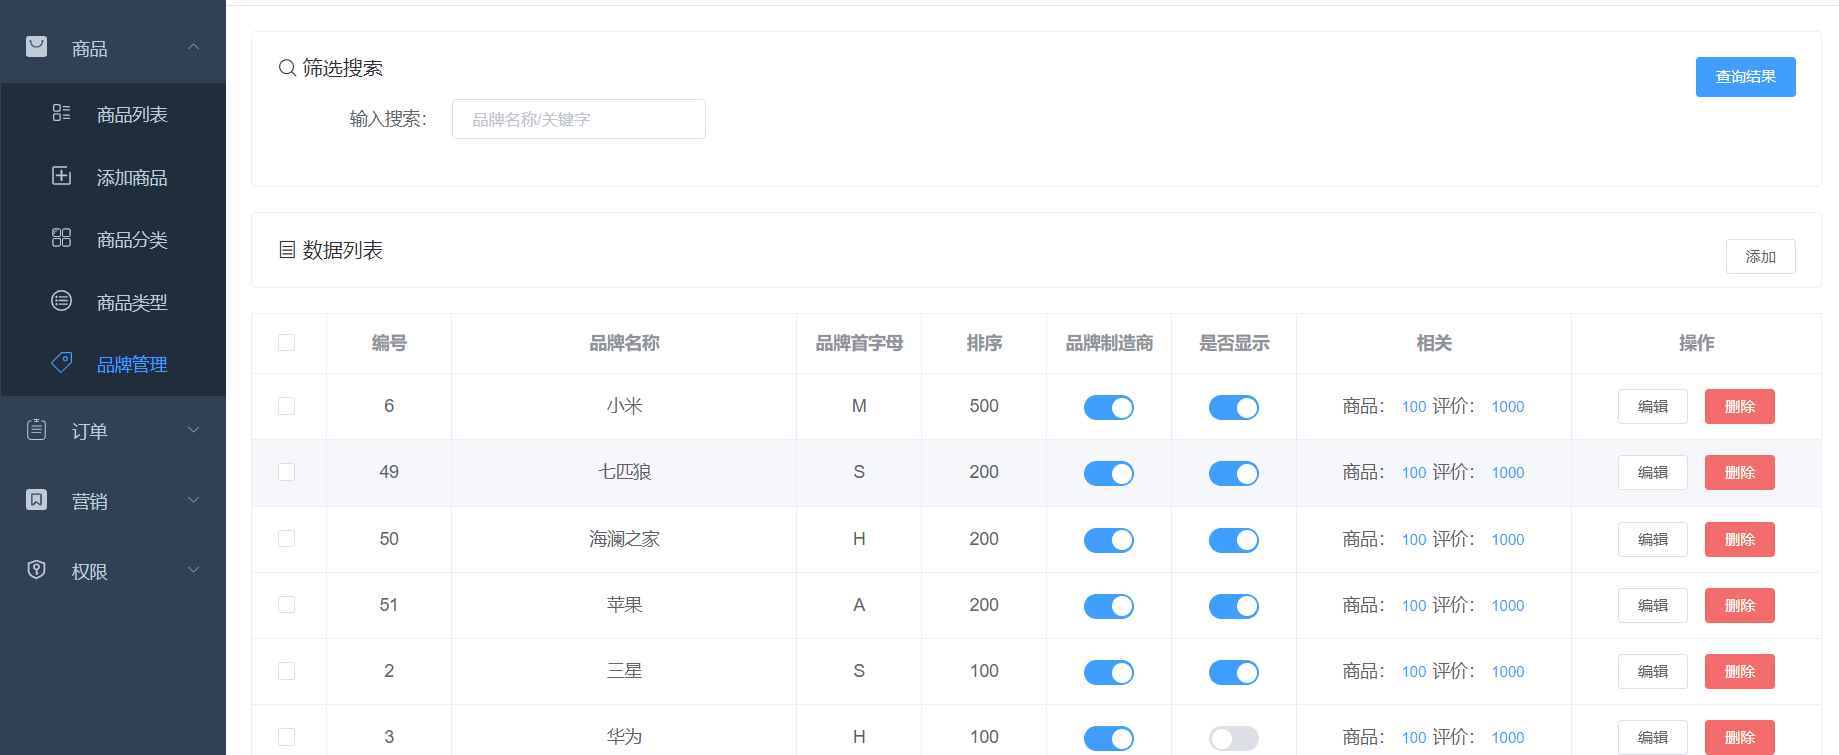 商品
商品列表
添加商品
商品分类
商品类型
品牌管理
订单
营销
权限
筛选搜索
查询结果
输入搜索： 品牌名称/关键字
数据列表
添加
编号 品牌名称 品牌首字母 排序 品牌制造商 是否显示 相关 操作
6 小米 M 500 商品： 100 评价： 1000 编辑 删除
49 七匹狼 S 200 商品： 100 评价： 1000 编辑 删除
50 海澜之家 H 200 商品： 100 评价： 1000 编辑 删除
51 苹果 A 200 商品： 100 评价： 1000 编辑 删除
2 三星 S 100 商品： 100 评价： 1000 编辑 删除
3 华为 H 100 商品： 100 评价： 1000 编辑 删除